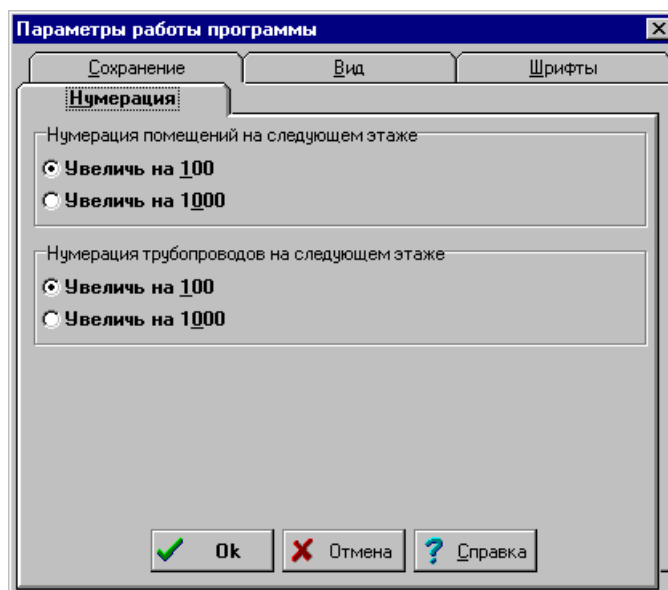 Параметры работы программы
Сохранение Вид Шрифты
Нумерация
Нумерация помещений на следующем этаже
Увеличь на 100
Увеличь на 1000
Нумерация трубопроводов на следующем этаже
Увеличь на 100
Увеличь на 1000
Ok Отмена Справка